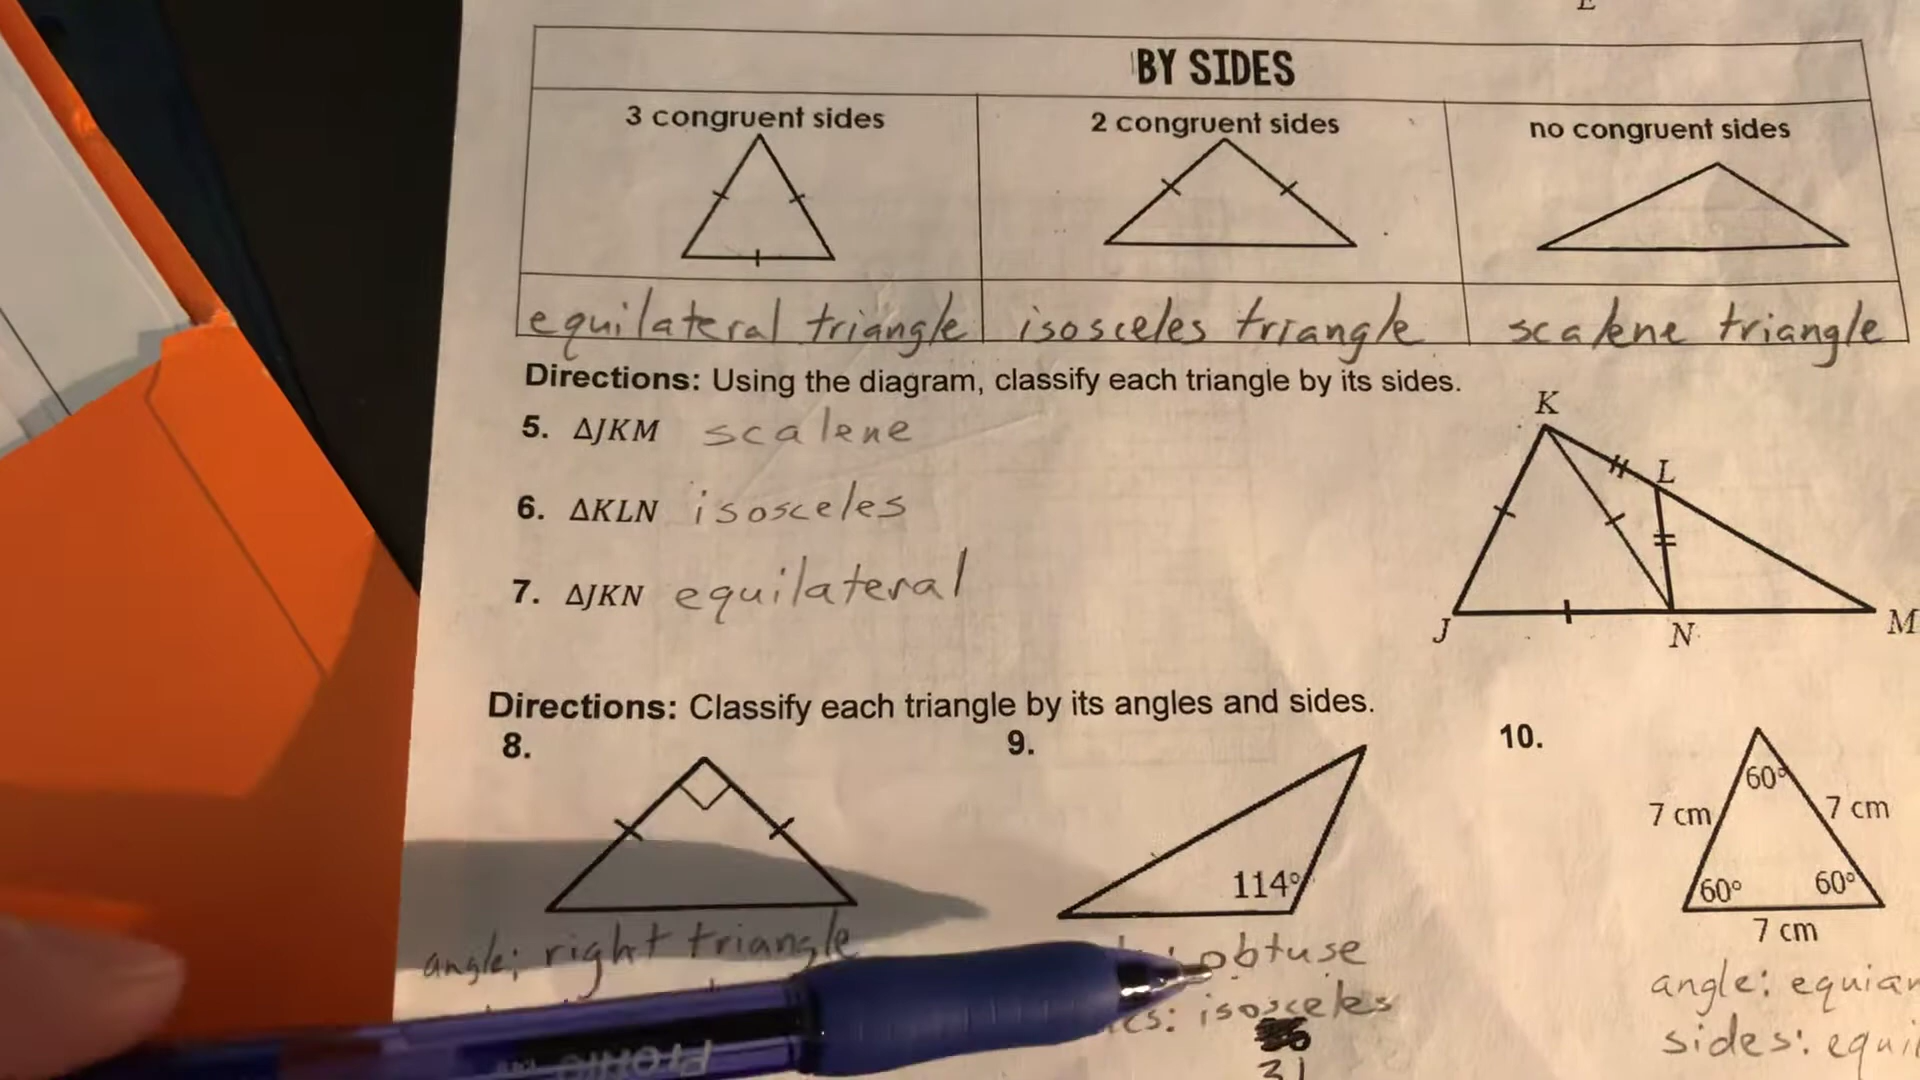 E
BY SIDES
3 congruent sides
2 congruent sides
no congruent sides
equilateral triangle
isosceles triangle
scalene triangle
Directions: Using the diagram, classify each triangle by its sides.
5. ΔJKM scalene
6. ΔKLN isosceles
7. ΔJKN equilateral
K
L
J
N
M
Directions: Classify each triangle by its angles and sides.
8.
9.
10.
60°
7 cm
7 cm
114°
60°
60°
7 cm
angle: right triangle
obtuse
isosceles
31
angle:
sides: